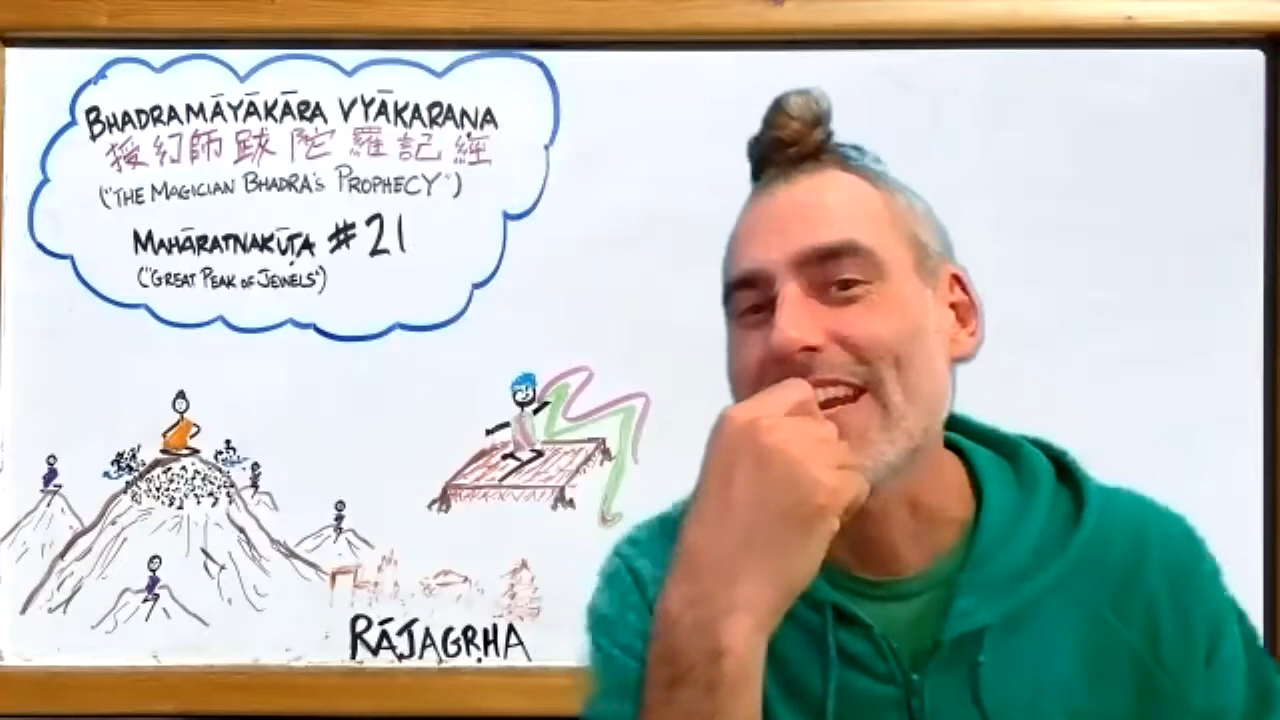 BHADRAMĀYĀKĀRA VYĀKARAṆA
授幻師跋陀羅記經
("THE MAGICIAN BHADRA'S PROPHECY")
MAHĀRATNAKŪṬA #21
("GREAT PEAK OF JEWELS")
RĀJAGṚHA